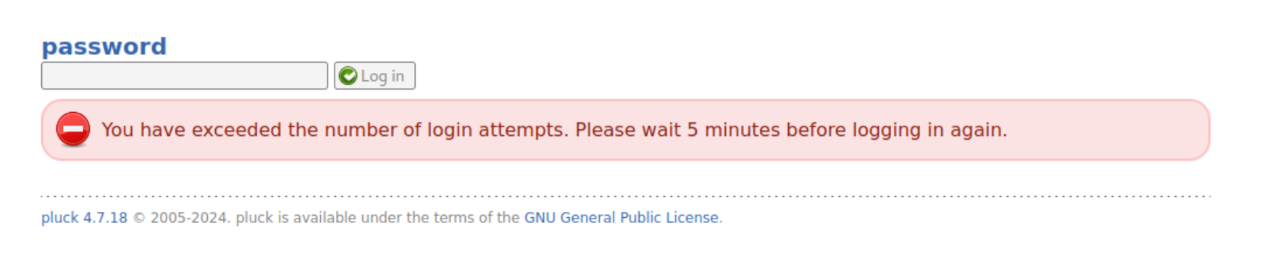 password
Log in
You have exceeded the number of login attempts. Please wait 5 minutes before logging in again.
pluck 4.7.18 © 2005-2024. pluck is available under the terms of the GNU General Public License.